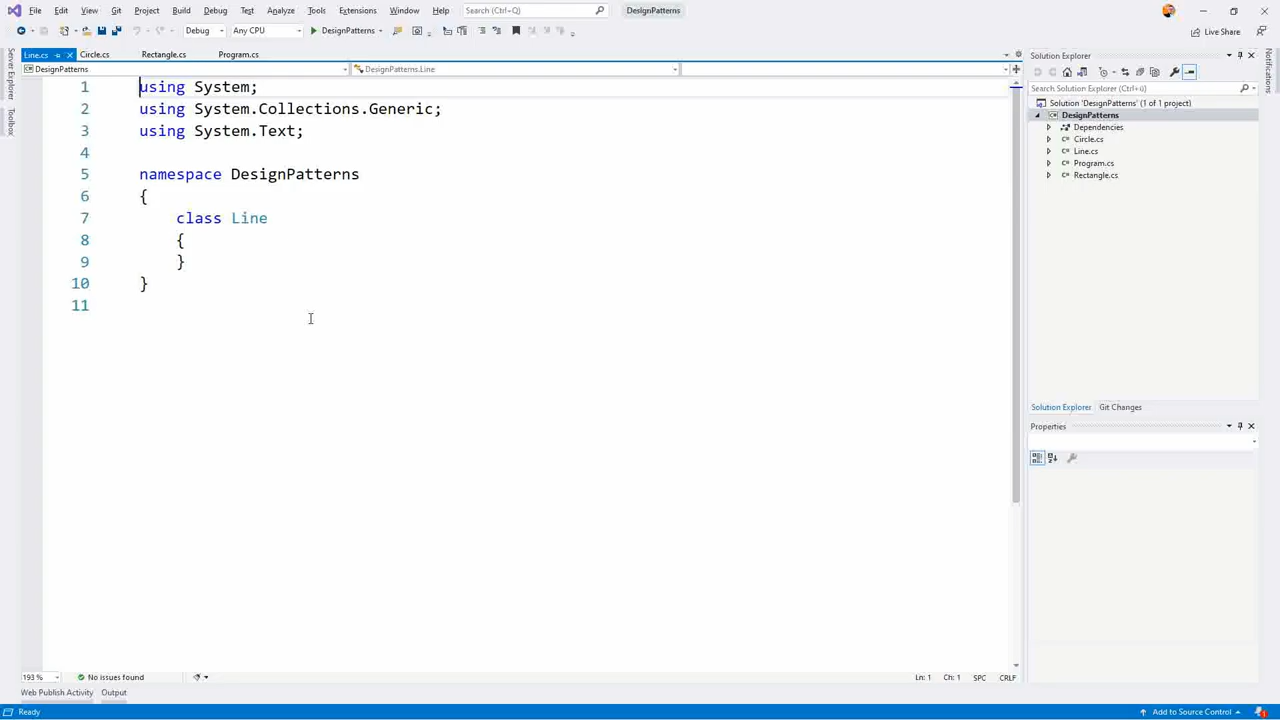 File Edit View Git Project Build Debug Test Analyze Tools Extensions Window Help Search (Ctrl+Q) DesignPatterns
Debug Any CPU DesignPatterns Live Share
Line.cs Circle.cs Rectangle.cs Program.cs
DesignPatterns DesignPatterns.Line
Server Explorer
Toolbox
1 using System;
2 using System.Collections.Generic;
3 using System.Text;
4
5 namespace DesignPatterns
6 {
7 class Line
8 {
9 }
10 }
11
193 % No issues found Ln: 1 Ch: 1 SPC CRLF
Web Publish Activity Output
Ready Add to Source Control 1
Solution Explorer
Search Solution Explorer (Ctrl+ü)
Solution 'DesignPatterns' (1 of 1 project)
DesignPatterns
Dependencies
C# Circle.cs
C# Line.cs
C# Program.cs
C# Rectangle.cs
Solution Explorer Git Changes
Properties
Notifications